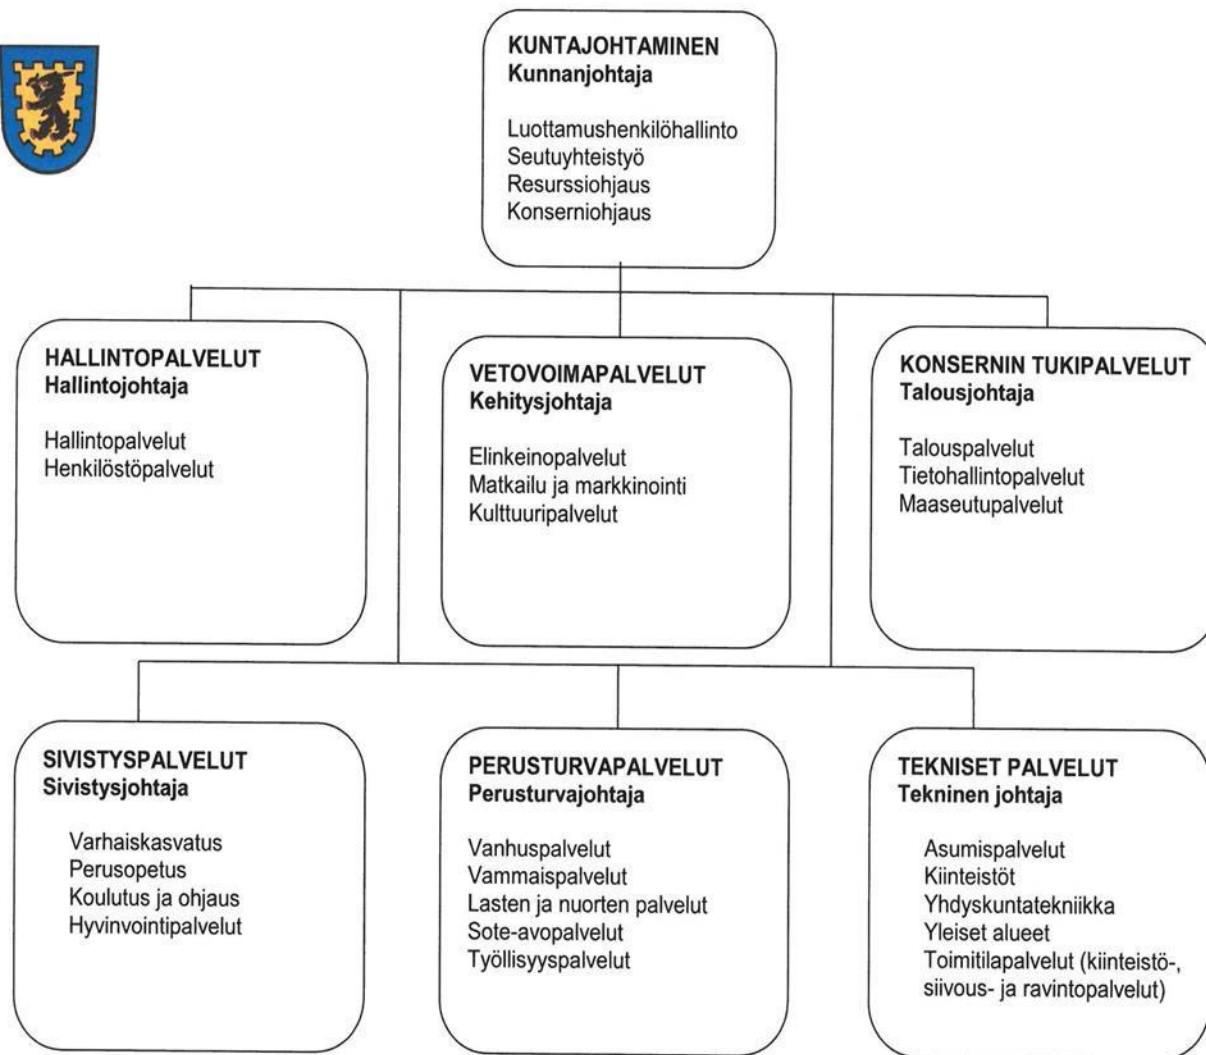 KUNTAJOHTAMINEN
Kunnanjohtaja
Luottamushenkilöhallinto
Seutuyhteistyö
Resurssiohjaus
Konserniohjaus
HALLINTOPALVELUT
Hallintojohtaja
Hallintopalvelut
Henkilöstöpalvelut
VETOVOIMAPALVELUT
Kehitysjohtaja
Elinkeinopalvelut
Matkailu ja markkinointi
Kulttuuripalvelut
KONSERNIN TUKIPALVELUT
Talousjohtaja
Talouspalvelut
Tietohallintopalvelut
Maaseutupalvelut
SIVISTYSPALVELUT
Sivistysjohtaja
Varhaiskasvatus
Perusopetus
Koulutus ja ohjaus
Hyvinvointipalvelut
PERUSTURVAPALVELUT
Perusturvajohtaja
Vanhuspalvelut
Vammaispalvelut
Lasten ja nuorten palvelut
Sote-avopalvelut
Työllisyyspalvelut
TEKNISET PALVELUT
Tekninen johtaja
Asumispalvelut
Kiinteistöt
Yhdyskuntatekniikka
Yleiset alueet
Toimitilapalvelut (kiinteistö-,
siivous- ja ravintopalvelut)